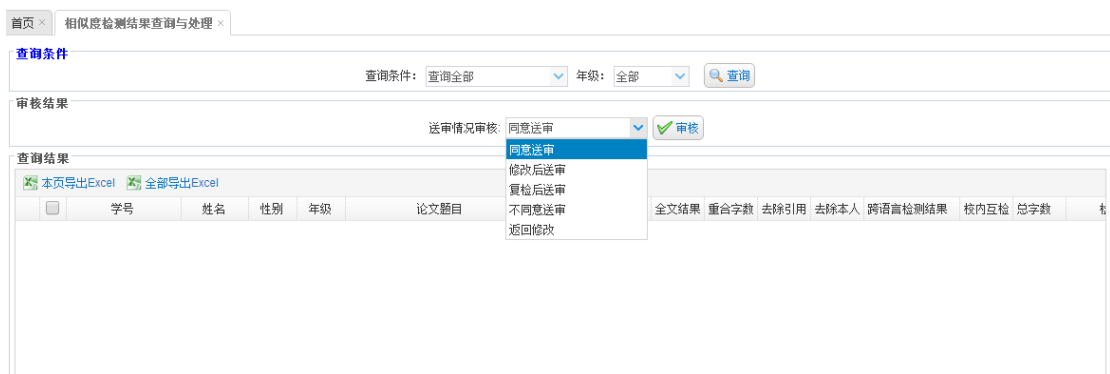 首页 相似度检测结果查询与处理
查询条件
查询条件： 查询全部 年级： 全部 查询
审核结果
送审情况审核: 同意送审 审核
同意送审
修改后送审
复检后送审
不同意送审
返回修改
查询结果
本页导出Excel 全部导出Excel
学号 姓名 性别 年级 论文题目 全文结果 重合字数 去除引用 去除本人 跨语言检测结果 校内互检 总字数